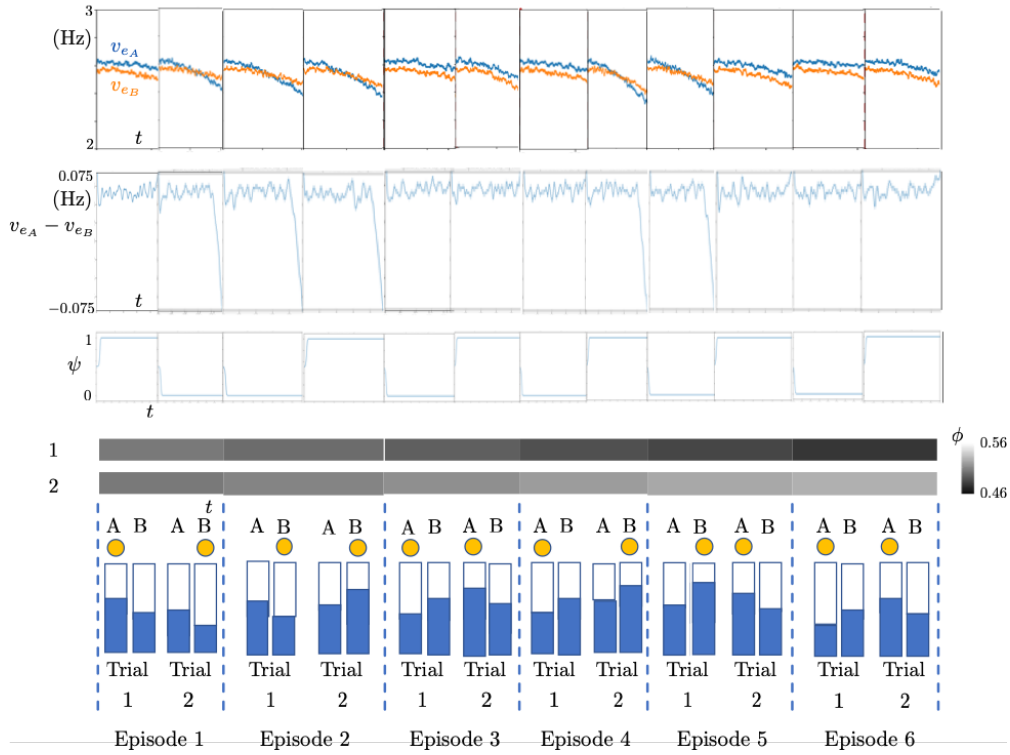 3
(Hz)
v_{e_A}
v_{e_B}
t
2
0.075
(Hz)
v_{e_A} − v_{e_B}
t
−0.075
1
ψ
0
t
1
ϕ
0.56
2
0.46
t
A B A B A B A B A B A B A B A B A B A B A B A B
Trial Trial Trial Trial Trial Trial Trial Trial Trial Trial Trial Trial
1 2 1 2 1 2 1 2 1 2 1 2
Episode 1 Episode 2 Episode 3 Episode 4 Episode 5 Episode 6